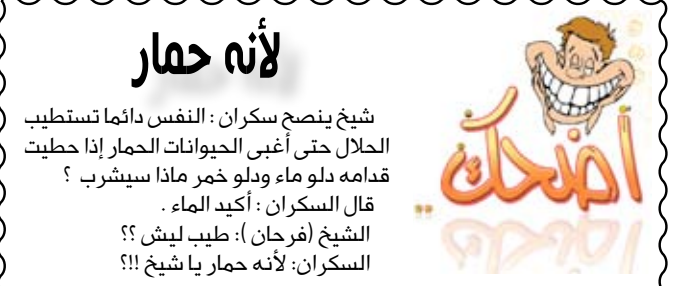 لأنه حمار
شيخ ينصح سكران : النفس دائما تستطيب
الحلال حتى أغبى الحيوانات الحمار إذا حطيت
قدامه دلو ماء ودلو خمر ماذا سيشرب ؟
قال السكران : أكيد الماء .
الشيخ (فرحان ): طيب ليش ؟؟
السكران: لأنه حمار يا شيخ !!؟
أضحك ..